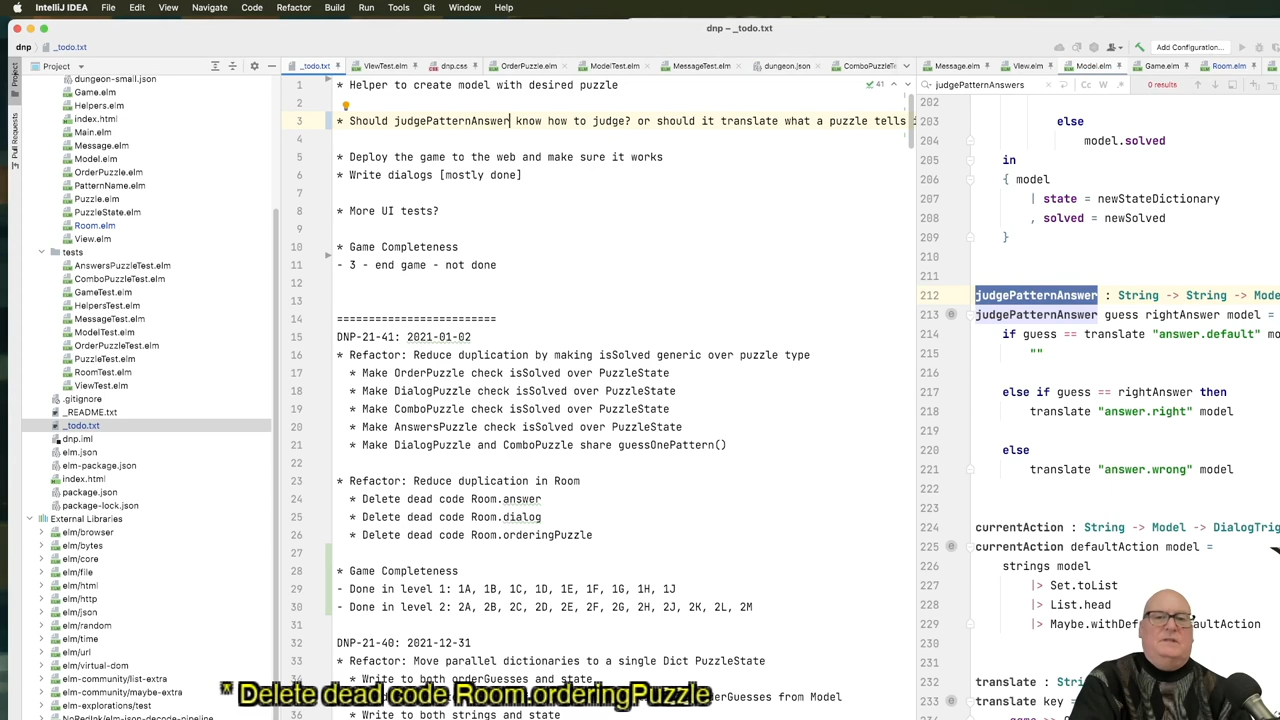 IntelliJ IDEA File Edit View Navigate Code Refactor Build Run Tools Git Window Help
dnp – _todo.txt
dnp _todo.txt
Add Configuration...
Project
_todo.txt ViewTest.elm dnp.css OrderPuzzle.elm ModelTest.elm MessageTest.elm dungeon.json ComboPuzzleT
Message.elm View.elm Model.elm Game.elm Room.elm
Project
Pull Requests
dungeon-small.json
Game.elm
Helpers.elm
index.html
Main.elm
Message.elm
Model.elm
OrderPuzzle.elm
PatternName.elm
Puzzle.elm
PuzzleState.elm
Room.elm
View.elm
tests
AnswersPuzzleTest.elm
ComboPuzzleTest.elm
GameTest.elm
HelpersTest.elm
MessageTest.elm
ModelTest.elm
OrderPuzzleTest.elm
PuzzleTest.elm
RoomTest.elm
ViewTest.elm
.gitignore
_README.txt
_todo.txt
dnp.iml
elm.json
elm-package.json
index.html
package.json
package-lock.json
External Libraries
elm/browser
elm/bytes
elm/core
elm/file
elm/html
elm/http
elm/json
elm/random
elm/time
elm/url
elm/virtual-dom
elm-community/list-extra
elm-community/maybe-extra
elm-explorations/test
NoRedInk/elm-json-decode-pipeline
41
1 * Helper to create model with desired puzzle
2
3 * Should judgePatternAnswer know how to judge? or should it translate what a puzzle tells
4
5 * Deploy the game to the web and make sure it works
6 * Write dialogs [mostly done]
7
8 * More UI tests?
9
10 * Game Completeness
11 - 3 - end game - not done
12
13
14 =========================
15 DNP-21-41: 2021-01-02
16 * Refactor: Reduce duplication by making isSolved generic over puzzle type
17 * Make OrderPuzzle check isSolved over PuzzleState
18 * Make DialogPuzzle check isSolved over PuzzleState
19 * Make ComboPuzzle check isSolved over PuzzleState
20 * Make AnswersPuzzle check isSolved over PuzzleState
21 * Make DialogPuzzle and ComboPuzzle share guessOnePattern()
22
23 * Refactor: Reduce duplication in Room
24 * Delete dead code Room.answer
25 * Delete dead code Room.dialog
26 * Delete dead code Room.orderingPuzzle
27
28 * Game Completeness
29 - Done in level 1: 1A, 1B, 1C, 1D, 1E, 1F, 1G, 1H, 1J
30 - Done in level 2: 2A, 2B, 2C, 2D, 2E, 2F, 2G, 2H, 2J, 2K, 2L, 2M
31
32 DNP-21-40: 2021-12-31
33 * Refactor: Move parallel dictionaries to a single Dict PuzzleState
34 * Write to both orderGuesses and state
35 erGuesses from Model
36 * Write to both strings and state
judgePatternAnswers Cc W .* 0 results
202
203 else
204 model.solved
205 in
206 { model
207 | state = newStateDictionary
208 , solved = newSolved
209 }
210
211
212 judgePatternAnswer : String -> String -> Mode
213 judgePatternAnswer guess rightAnswer model =
214 if guess == translate "answer.default" mo
215 ""
216
217 else if guess == rightAnswer then
218 translate "answer.right" model
219
220 else
221 translate "answer.wrong" model
222
223
224 currentAction : String -> Model -> DialogTrig
225 currentAction defaultAction model =
226 strings model
227 |> Set.toList
228 |> List.head
229 |> Maybe.withDef aultAction
230
231
232 translate : St
233 translate key =
* Delete dead code Room.orderingPuzzle